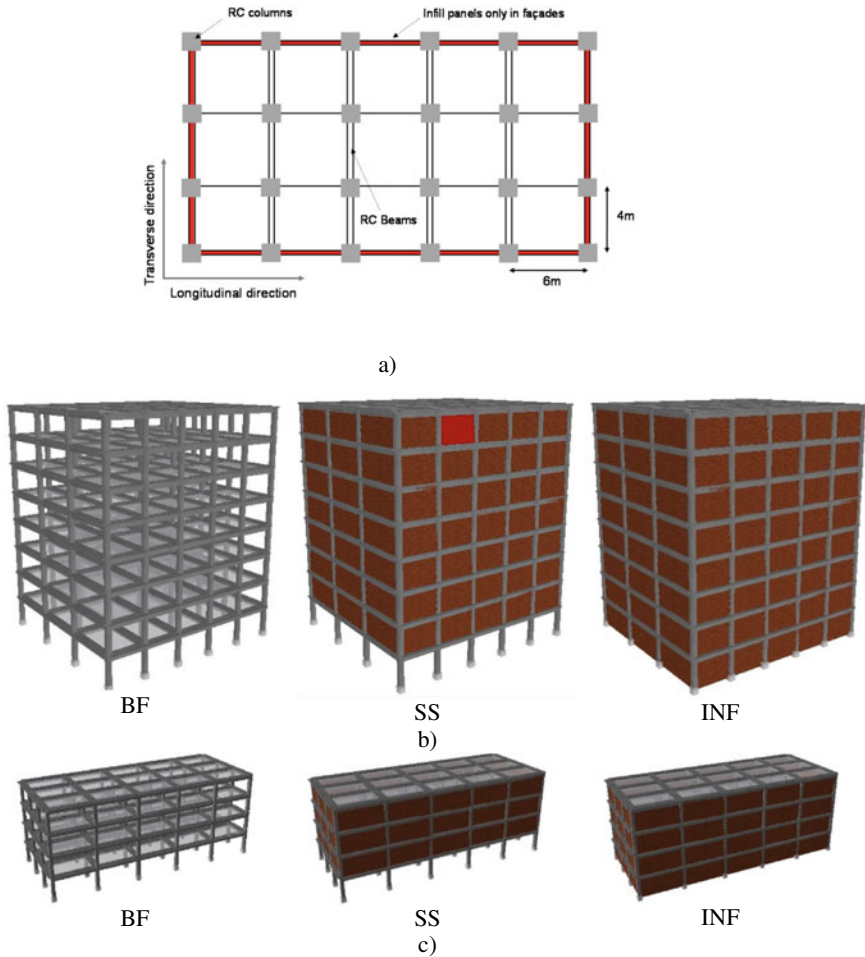 RC columns
Infill panels only in façades
Transverse direction
RC Beams
4m
Longitudinal direction
6m
a)
BF
SS
INF
b)
BF
SS
INF
c)